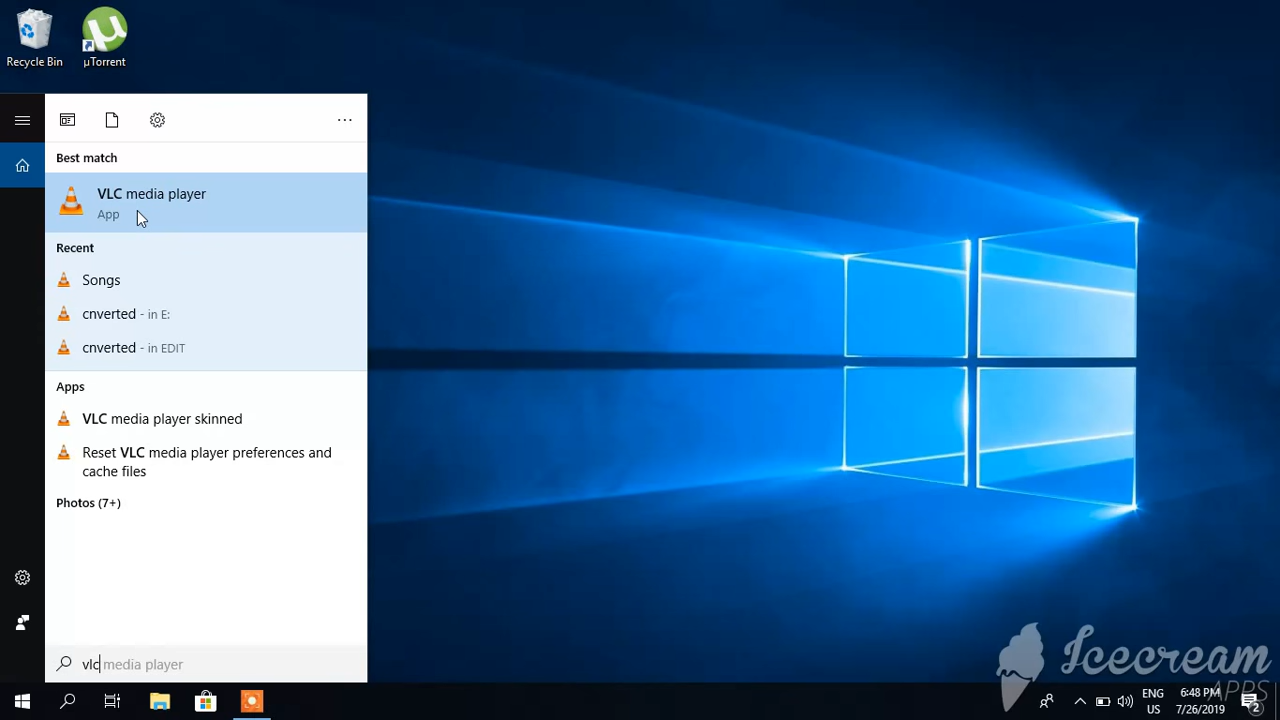 Recycle Bin
µTorrent
Best match
VLC media player
App
Recent
Songs
cnverted - in E:
cnverted - in EDIT
Apps
VLC media player skinned
Reset VLC media player preferences and
cache files
Photos (7+)
vlc media player
Icecream
APPS
ENG
US
6:48 PM
7/26/2019
2